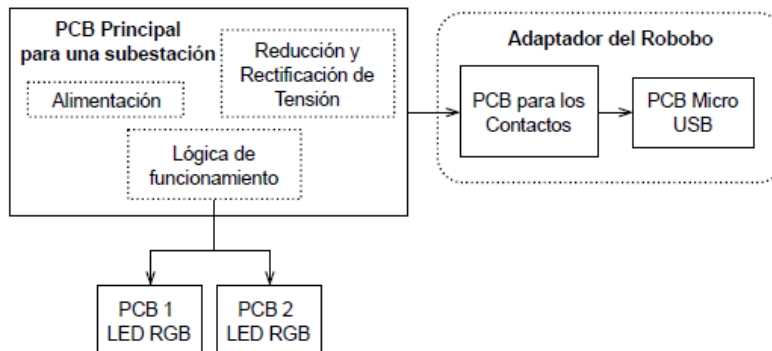 PCB Principal
para una subestación
Reducción y
Rectificación de
Tensión
Alimentación
Lógica de
funcionamiento
Adaptador del Robobo
PCB para los
Contactos
PCB Micro
USB
PCB 1
LED RGB
PCB 2
LED RGB